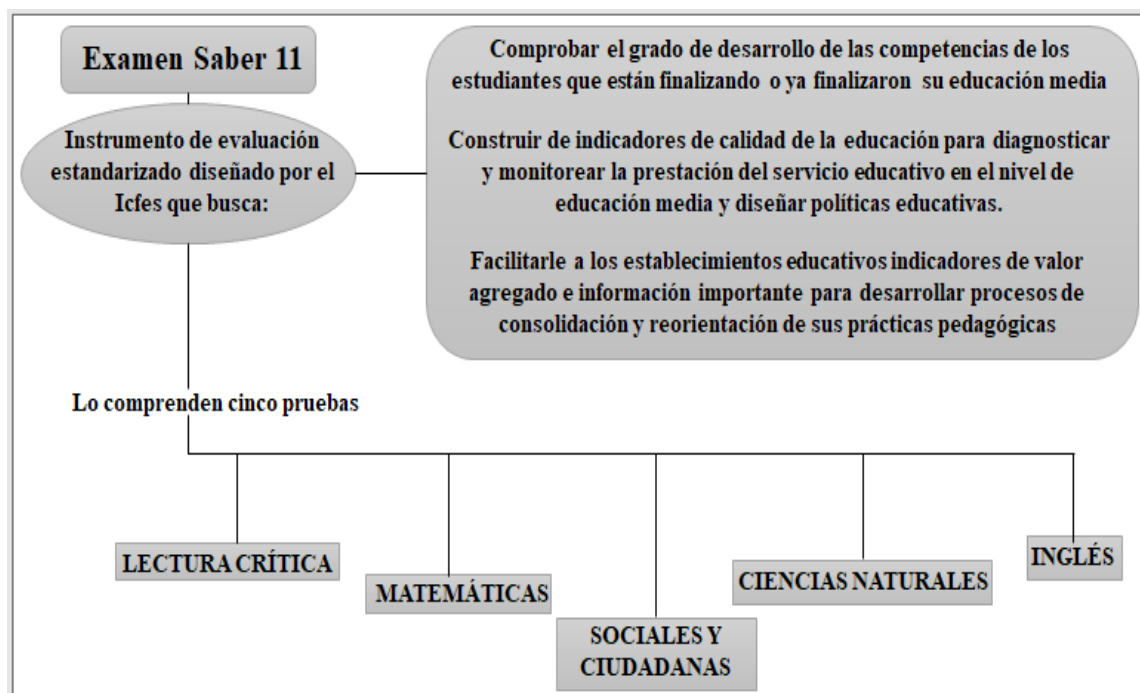 Examen Saber 11
Instrumento de evaluación
estandarizado diseñado por el
Icfes que busca:
Comprobar el grado de desarrollo de las competencias de los
estudiantes que están finalizando o ya finalizaron su educación media
Construir de indicadores de calidad de la educación para diagnosticar
y monitorear la prestación del servicio educativo en el nivel de
educación media y diseñar políticas educativas.
Facilitarle a los establecimientos educativos indicadores de valor
agregado e información importante para desarrollar procesos de
consolidación y reorientación de sus prácticas pedagógicas
Lo comprenden cinco pruebas
LECTURA CRÍTICA
MATEMÁTICAS
SOCIALES Y
CIUDADANAS
CIENCIAS NATURALES
INGLÉS